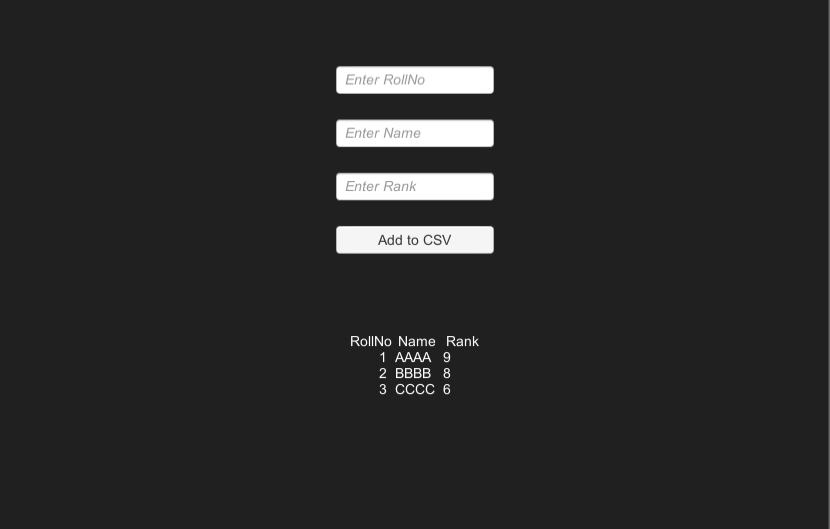 Enter RollNo
Enter Name
Enter Rank
Add to CSV
RollNo Name Rank
1 AAAA 9
2 BBBB 8
3 CCCC 6